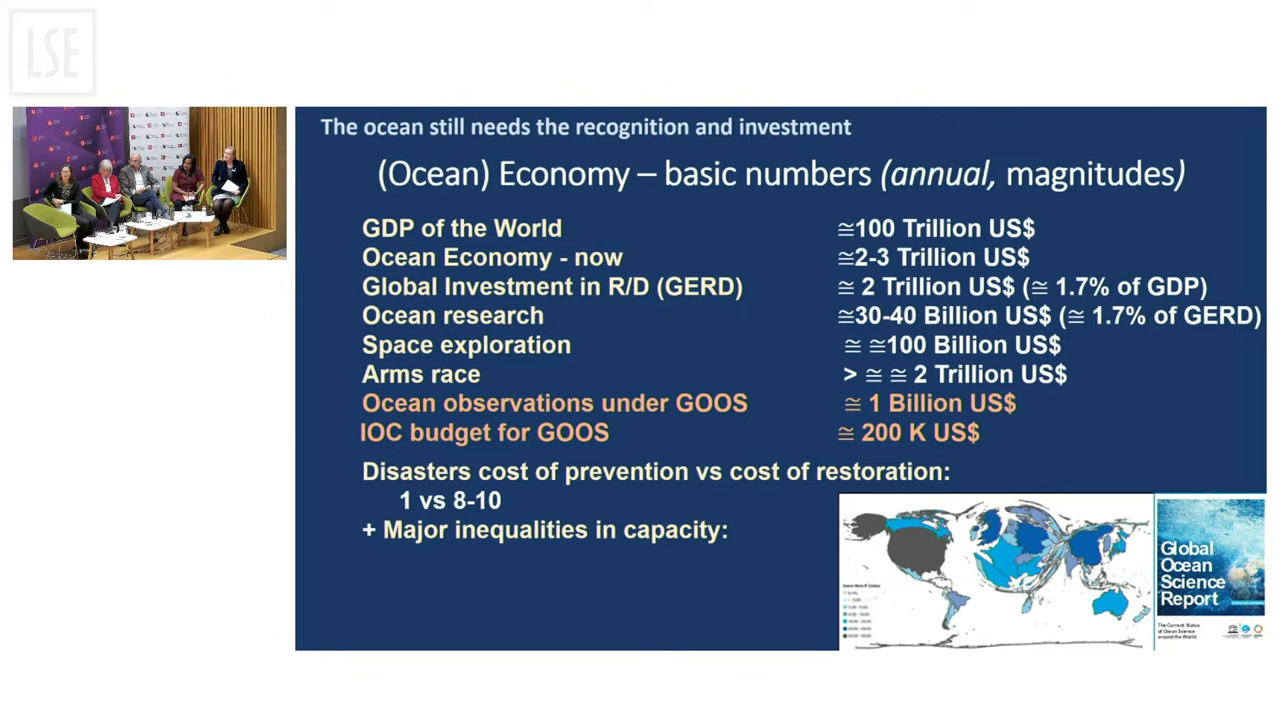 LSE
The ocean still needs the recognition and investment
(Ocean) Economy – basic numbers (annual, magnitudes)
GDP of the World ≅100 Trillion US$
Ocean Economy - now ≅2-3 Trillion US$
Global Investment in R/D (GERD) ≅ 2 Trillion US$ (≅ 1.7% of GDP)
Ocean research ≅30-40 Billion US$ (≅ 1.7% of GERD)
Space exploration ≅ ≅100 Billion US$
Arms race > ≅ ≅ 2 Trillion US$
Ocean observations under GOOS ≅ 1 Billion US$
IOC budget for GOOS ≅ 200 K US$
Disasters cost of prevention vs cost of restoration:
1 vs 8-10
+ Major inequalities in capacity:
Global
Ocean
Science
Report
The Current Status
of Ocean Science
around the World